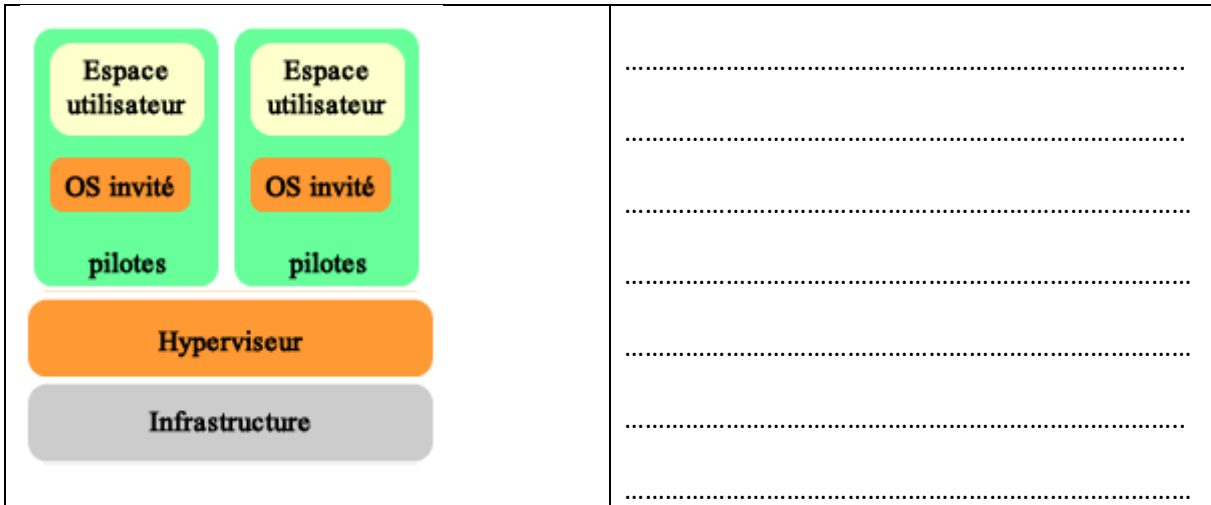 Espace Espace
utilisateur utilisateur
OS invité OS invité
pilotes pilotes
Hyperviseur
Infrastructure